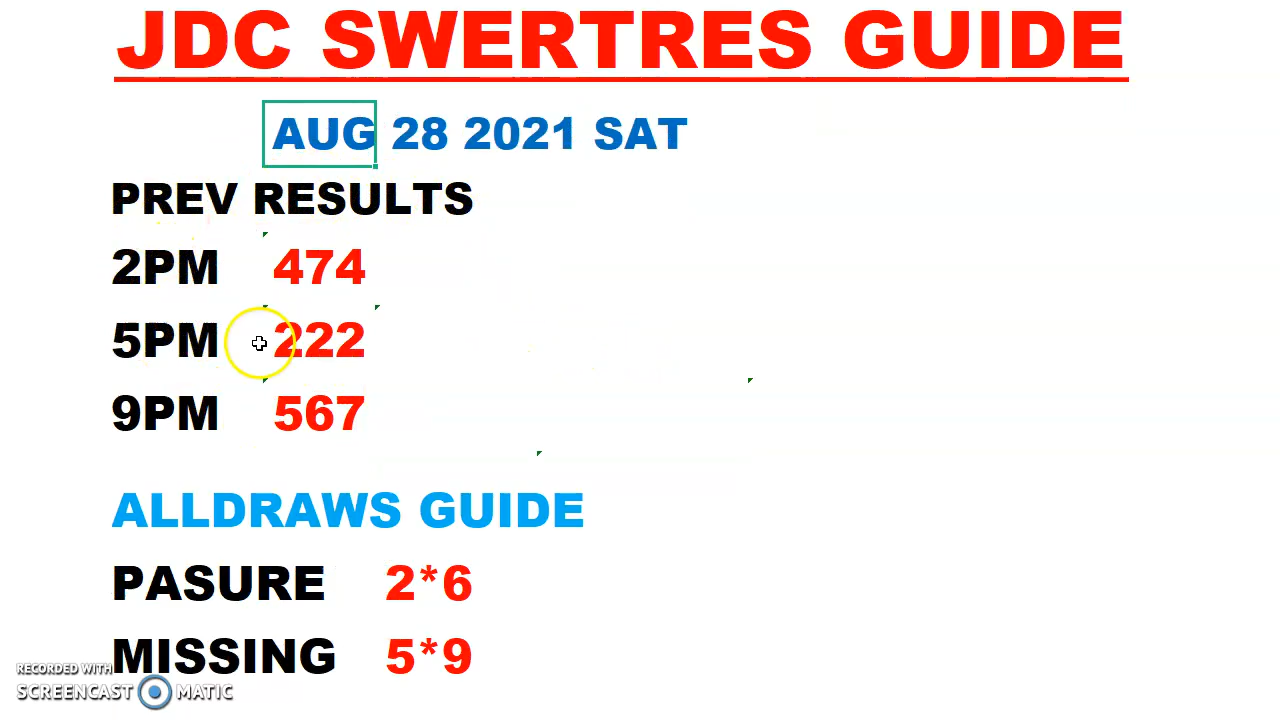 JDC SWERTRES GUIDE
AUG 28 2021 SAT
PREV RESULTS
2PM 474
5PM 222
9PM 567
ALLDRAWS GUIDE
PASURE 2*6
MISSING 5*9
RECORDED WITH
SCREENCAST MATIC